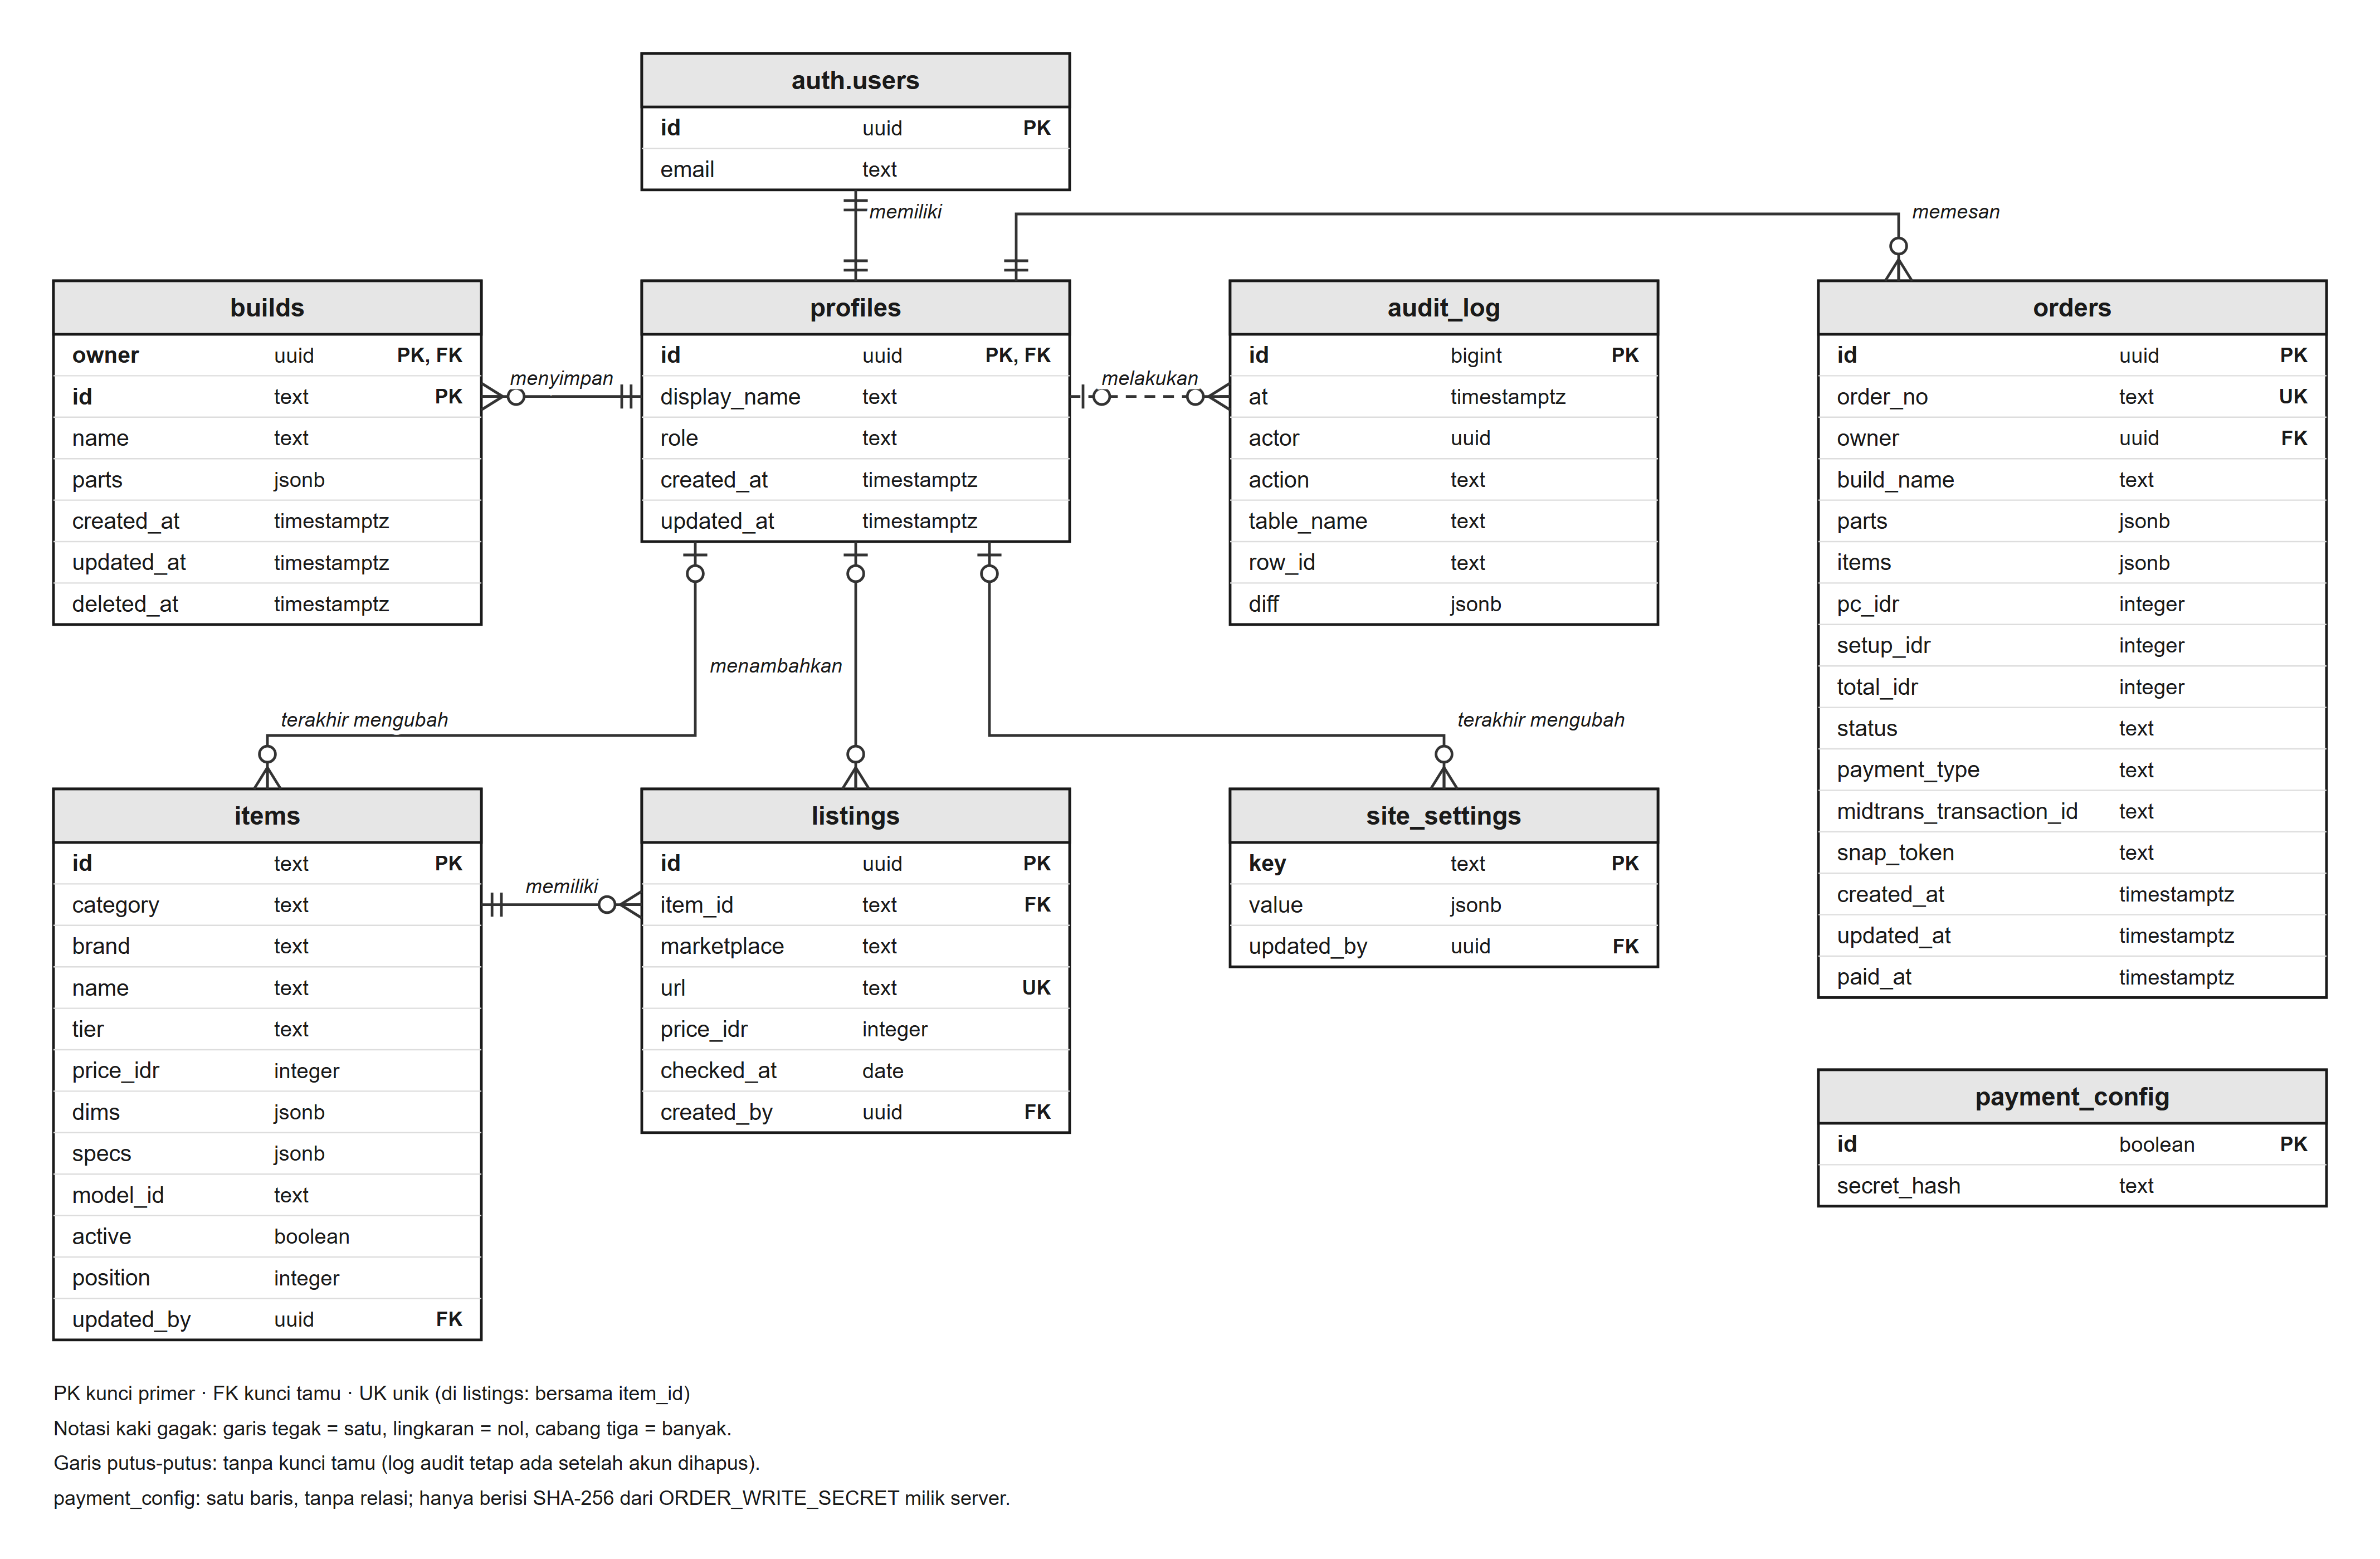 auth.users
id uuid PK
email text
memiliki
memesan
builds
owner uuid PK, FK
id text PK
name text
parts jsonb
created_at timestamptz
updated_at timestamptz
deleted_at timestamptz
menyimpan
profiles
id uuid PK, FK
display_name text
role text
created_at timestamptz
updated_at timestamptz
melakukan
audit_log
id bigint PK
at timestamptz
actor uuid
action text
table_name text
row_id text
diff jsonb
orders
id uuid PK
order_no text UK
owner uuid FK
build_name text
parts jsonb
items jsonb
pc_idr integer
setup_idr integer
total_idr integer
status text
payment_type text
midtrans_transaction_id text
snap_token text
created_at timestamptz
updated_at timestamptz
paid_at timestamptz
menambahkan
terakhir mengubah
terakhir mengubah
items
id text PK
category text
brand text
name text
tier text
price_idr integer
dims jsonb
specs jsonb
model_id text
active boolean
position integer
updated_by uuid FK
memiliki
listings
id uuid PK
item_id text FK
marketplace text
url text UK
price_idr integer
checked_at date
created_by uuid FK
site_settings
key text PK
value jsonb
updated_by uuid FK
payment_config
id boolean PK
secret_hash text
PK kunci primer · FK kunci tamu · UK unik (di listings: bersama item_id)
Notasi kaki gagak: garis tegak = satu, lingkaran = nol, cabang tiga = banyak.
Garis putus-putus: tanpa kunci tamu (log audit tetap ada setelah akun dihapus).
payment_config: satu baris, tanpa relasi; hanya berisi SHA-256 dari ORDER_WRITE_SECRET milik server.